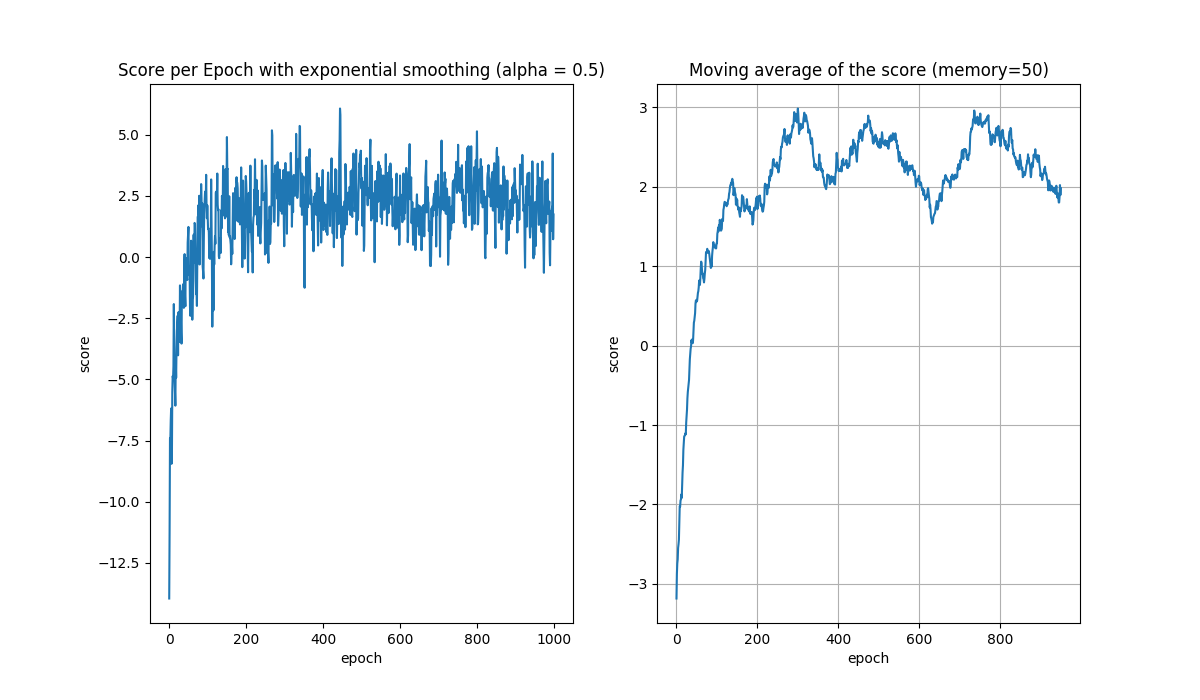 Score per Epoch with exponential smoothing (alpha = 0.5)
5.0
2.5
0.0
−2.5
−5.0
−7.5
−10.0
−12.5
score
0 200 400 600 800 1000
epoch
Moving average of the score (memory=50)
3
2
1
0
−1
−2
−3
score
0 200 400 600 800
epoch